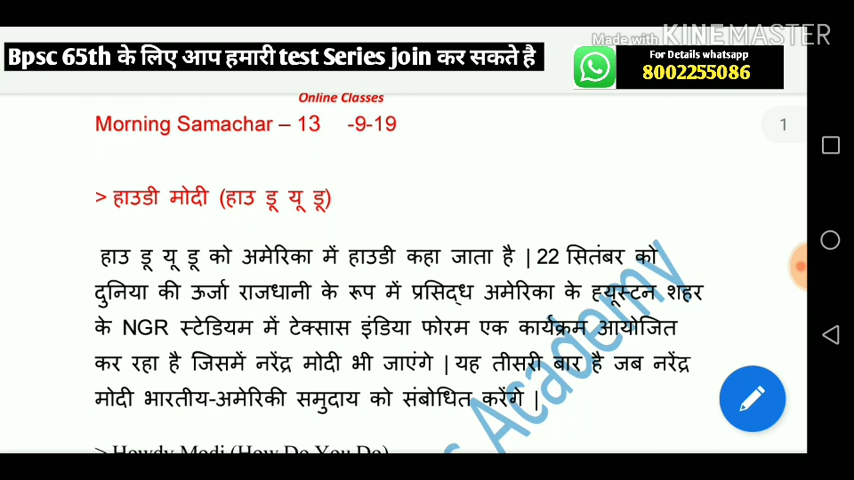 Made with KINEMASTER
Bpsc 65th के लिए आप हमारी test Series join कर सकते है
For Details whatsapp
8002255086
Online Classes
Morning Samachar – 13 -9-19
1
> हाउडी मोदी (हाउ डू यू डू)
हाउ डू यू डू को अमेरिका में हाउडी कहा जाता है | 22 सितंबर को
दुनिया की ऊर्जा राजधानी के रूप में प्रसिद्ध अमेरिका के हयूस्टन शहर
के NGR स्टेडियम में टेक्सास इंडिया फोरम एक कार्यक्रम आयोजित
कर रहा है जिसमें नरेंद्र मोदी भी जाएंगे | यह तीसरी बार है जब नरेंद्र
मोदी भारतीय-अमेरिकी समुदाय को संबोधित करेंगे |
Academy
> Howdy Modi (How Do You Do)